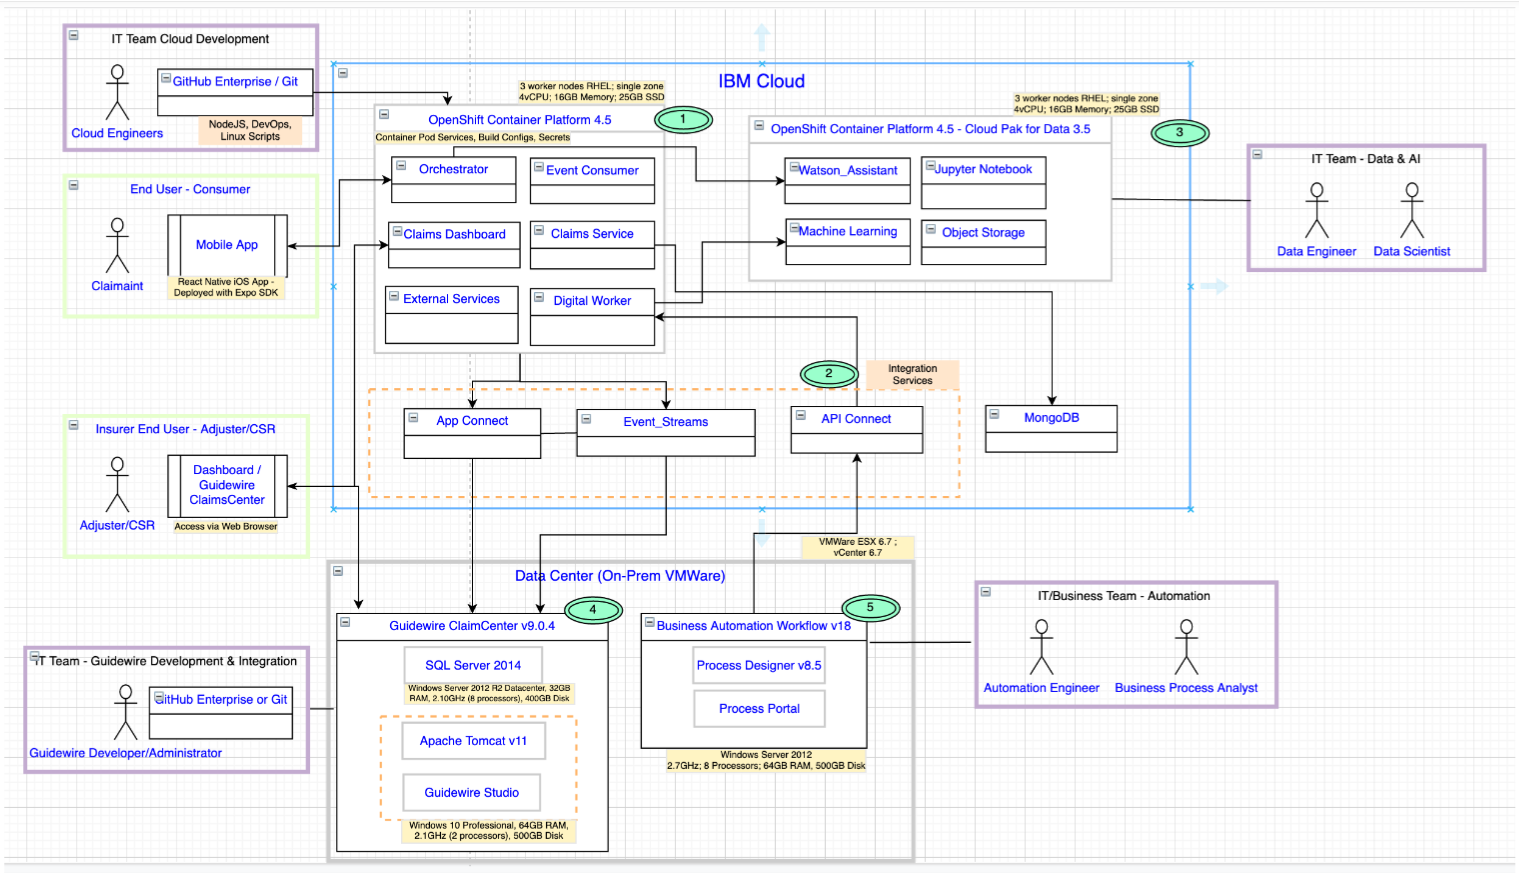 IT Team Cloud Development
GitHub Enterprise / Git
Cloud Engineers
NodeJS, DevOps,
Linux Scripts
IBM Cloud
3 worker nodes RHEL; single zone
4vCPU; 16GB Memory; 25GB SSD
OpenShift Container Platform 4.5
1
Container Pod Services, Build Configs, Secrets
Orchestrator
Event Consumer
Claims Dashboard
Claims Service
External Services
Digital Worker
3 worker nodes RHEL; single zone
4vCPU; 16GB Memory; 25GB SSD
OpenShift Container Platform 4.5 - Cloud Pak for Data 3.5
3
Watson_Assistant
Jupyter Notebook
Machine Learning
Object Storage
IT Team - Data & AI
Data Engineer
Data Scientist
End User - Consumer
Mobile App
Claimaint
React Native iOS App -
Deployed with Expo SDK
2
Integration
Services
App Connect
Event_Streams
API Connect
MongoDB
Insurer End User - Adjuster/CSR
Dashboard /
Guidewire
ClaimsCenter
Adjuster/CSR
Access via Web Browser
VMWare ESX 6.7 ;
vCenter 6.7
Data Center (On-Prem VMWare)
4
Guidewire ClaimCenter v9.0.4
SQL Server 2014
Windows Server 2012 R2 Datacenter, 32GB
RAM, 2.10GHz (8 processors), 400GB Disk
Apache Tomcat v11
Guidewire Studio
Windows 10 Professional, 64GB RAM,
2.1GHz (2 processors), 500GB Disk
5
Business Automation Workflow v18
Process Designer v8.5
Process Portal
Windows Server 2012
2.7GHz; 8 Processors; 64GB RAM, 500GB Disk
IT/Business Team - Automation
Automation Engineer
Business Process Analyst
IT Team - Guidewire Development & Integration
GitHub Enterprise or Git
Guidewire Developer/Administrator